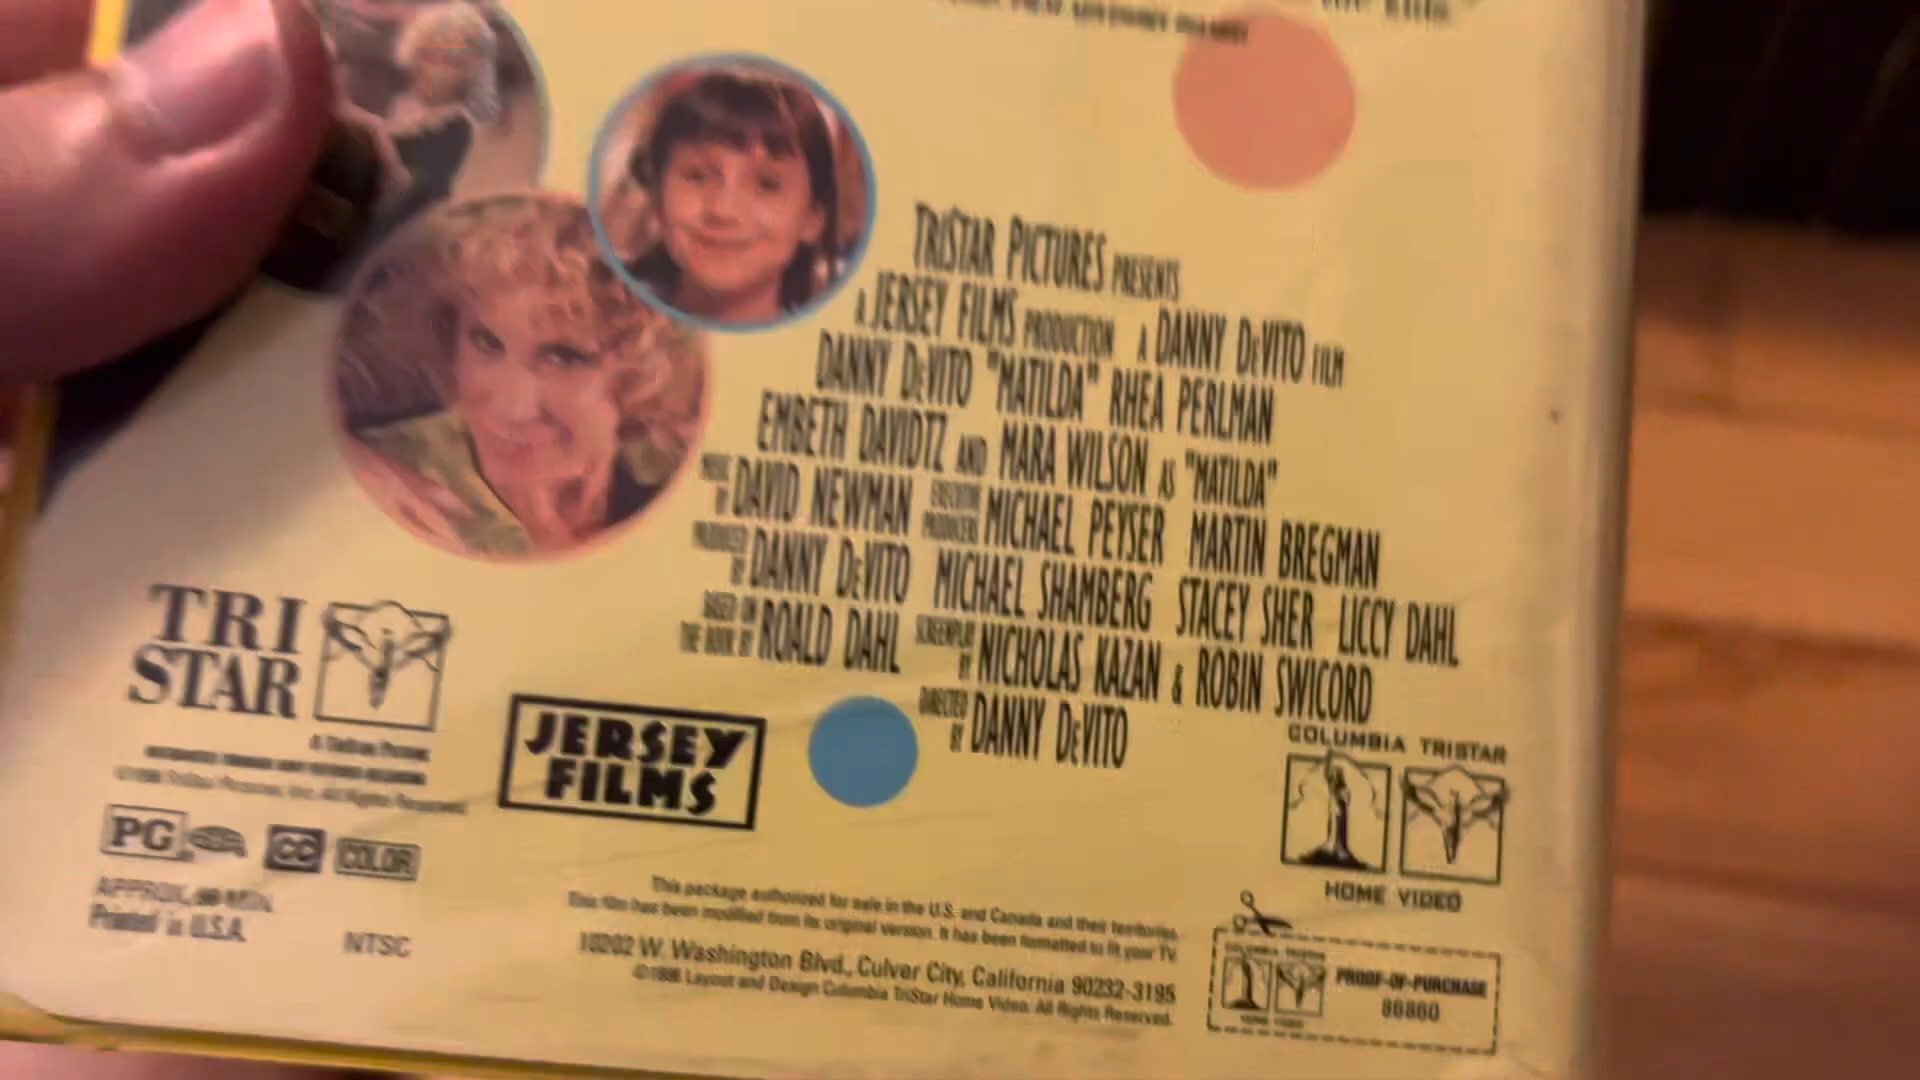 TRISTAR PICTURES PRESENTS
A JERSEY FILMS PRODUCTION A DANNY DEVITO FILM
DANNY DEVITO "MATILDA" RHEA PERLMAN
EMBETH DAVIDTZ AND MARA WILSON AS "MATILDA"
MUSIC BY DAVID NEWMAN EXECUTIVE PRODUCERS MICHAEL PEYSER MARTIN BREGMAN
PRODUCED BY DANNY DEVITO MICHAEL SHAMBERG STACEY SHER LICCY DAHL
BASED ON THE BOOK BY ROALD DAHL SCREENPLAY BY NICHOLAS KAZAN & ROBIN SWICORD
DIRECTED BY DANNY DEVITO
TRI
STAR
JERSEY
FILMS
COLUMBIA TRISTAR
HOME VIDEO
PG CC COLOR
APPROX. MIN.
Printed in U.S.A.
NTSC
This package authorized for sale in the U.S. and Canada and their territories.
This film has been modified from its original version. It has been formatted to fit your TV.
10202 W. Washington Blvd., Culver City, California 90232-3195
©1996 Layout and Design Columbia TriStar Home Video. All Rights Reserved.
COLUMBIA TRISTAR
HOME VIDEO
PROOF-OF-PURCHASE
86860